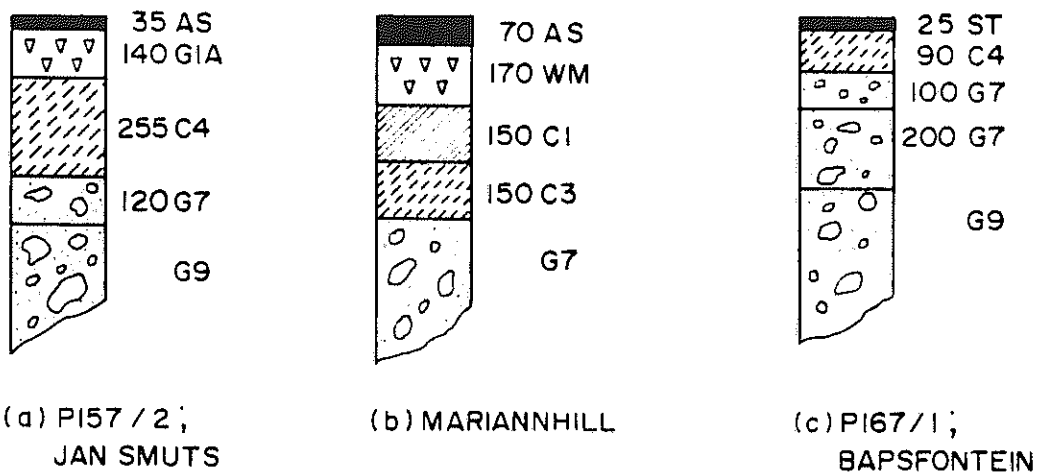 35 AS
140 G1A
255 C4
120 G7
G9
(a) P157/2;
JAN SMUTS
70 AS
170 WM
150 C1
150 C3
G7
(b) MARIANNHILL
25 ST
90 C4
100 G7
200 G7
G9
(c) P167/1;
BAPSFONTEIN